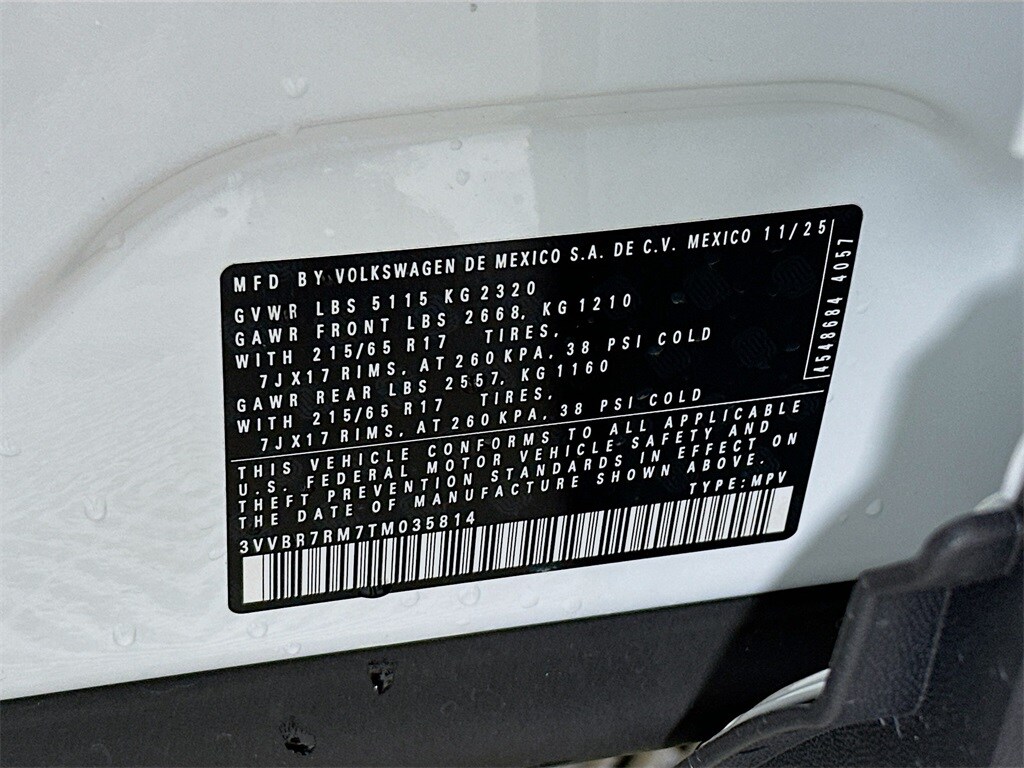 MFD BY VOLKSWAGEN DE MEXICO S.A. DE C.V. MEXICO 11/25
GVWR LBS 5115 KG 2320
GAWR FRONT LBS 2668, KG 1210
WITH 215/65 R17 TIRES,
7JX17 RIMS, AT 260 KPA, 38 PSI COLD
GAWR REAR LBS 2557, KG 1160
WITH 215/65 R17 TIRES,
7JX17 RIMS, AT 260 KPA, 38 PSI COLD
4548684 4057
THIS VEHICLE CONFORMS TO ALL APPLICABLE
U.S. FEDERAL MOTOR VEHICLE SAFETY AND
THEFT PREVENTION STANDARDS IN EFFECT ON
THE DATE OF MANUFACTURE SHOWN ABOVE.
TYPE: MPV
3VVBR7RM7TM035814